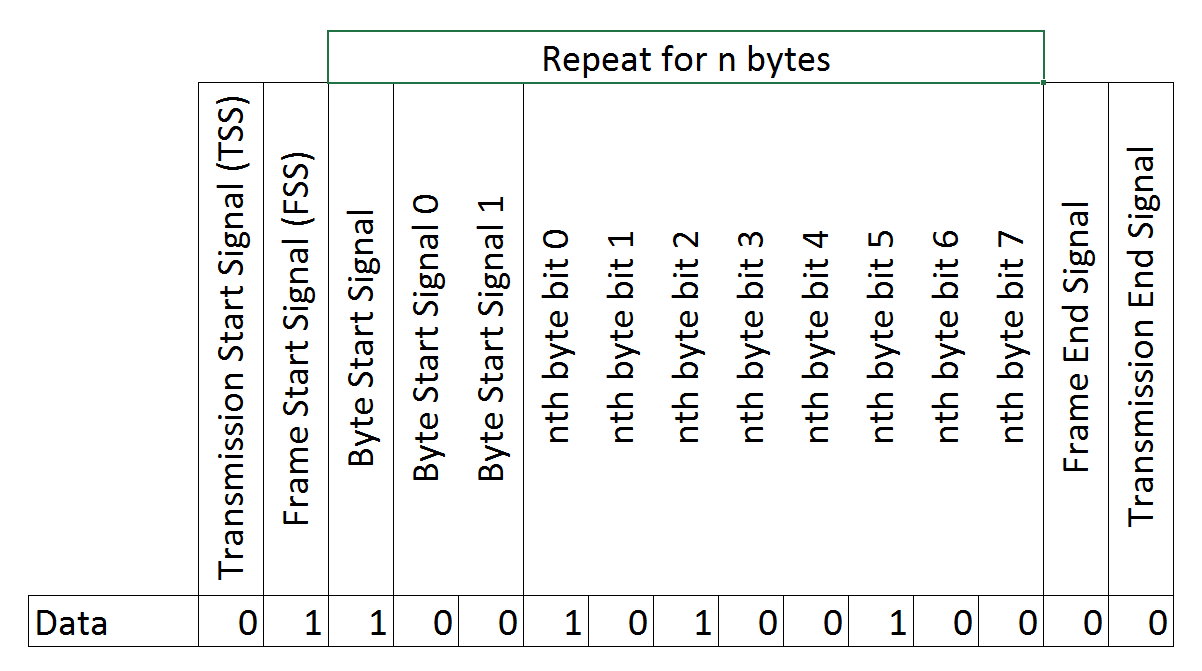 Repeat for n bytes
Transmission Start Signal (TSS)
Frame Start Signal (FSS)
Byte Start Signal
Byte Start Signal 0
Byte Start Signal 1
nth byte bit 0
nth byte bit 1
nth byte bit 2
nth byte bit 3
nth byte bit 4
nth byte bit 5
nth byte bit 6
nth byte bit 7
Frame End Signal
Transmission End Signal
Data 0 1 1 0 0 1 0 1 0 0 1 0 0 0 0